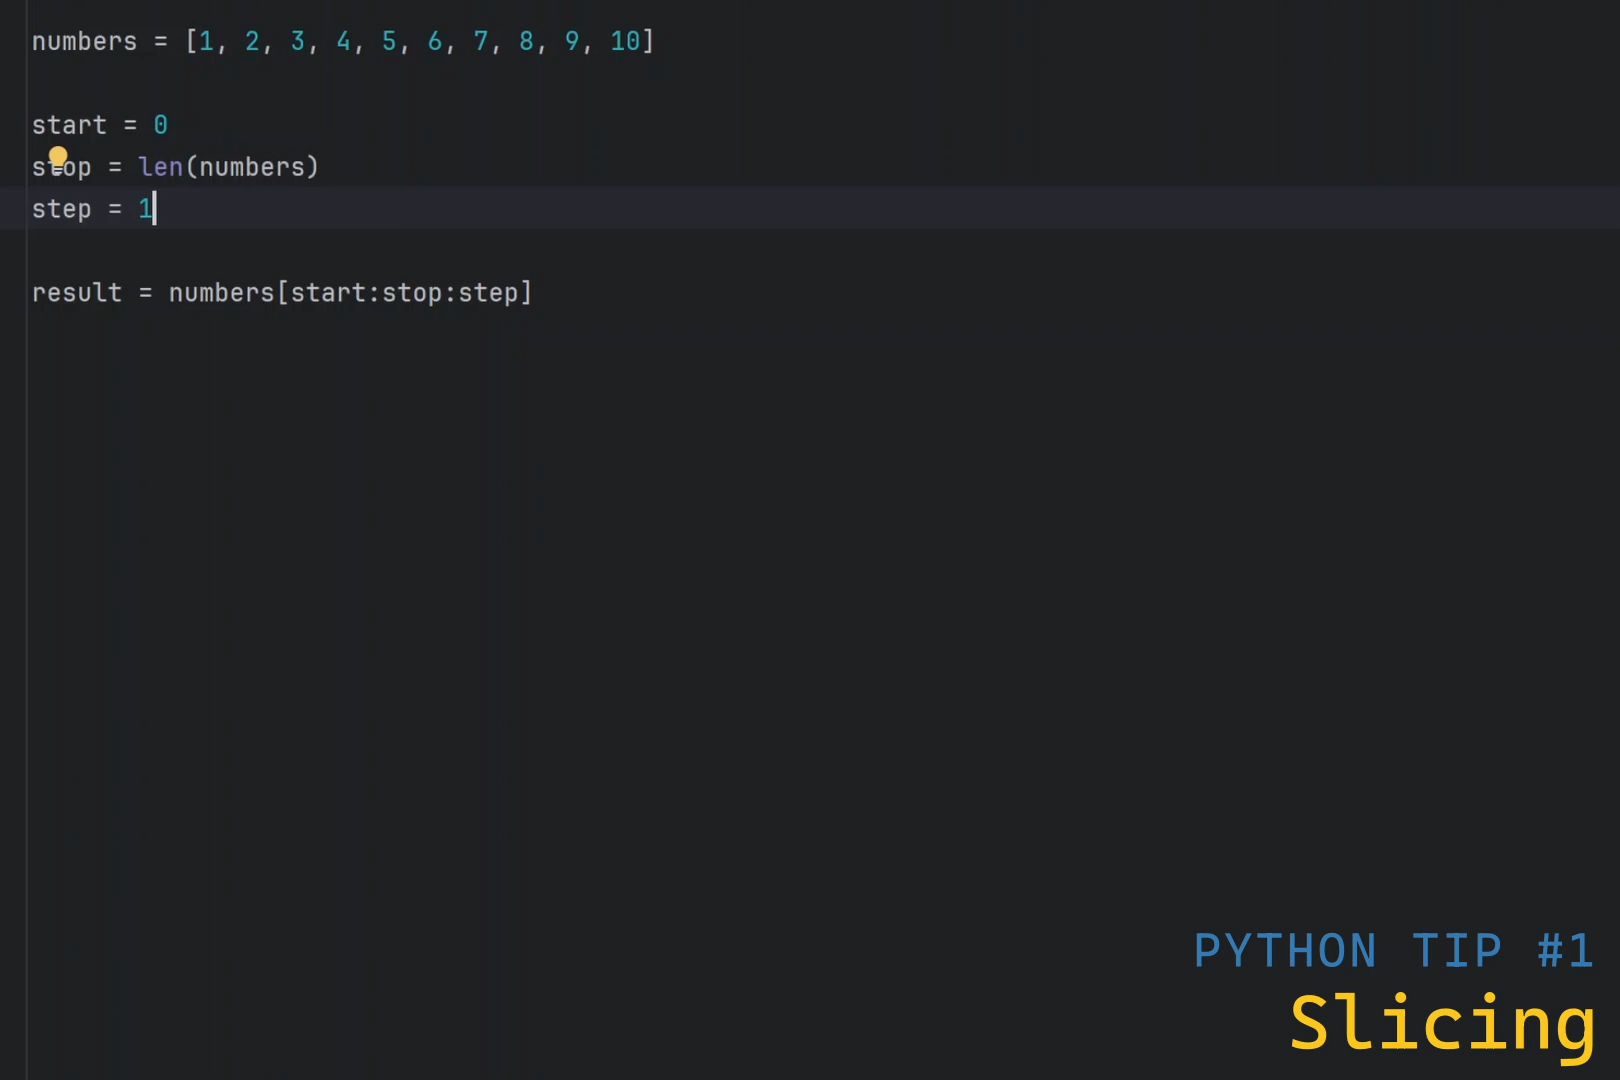 numbers = [1, 2, 3, 4, 5, 6, 7, 8, 9, 10]
start = 0
stop = len(numbers)
step = 1
result = numbers[start:stop:step]
PYTHON TIP #1
Slicing